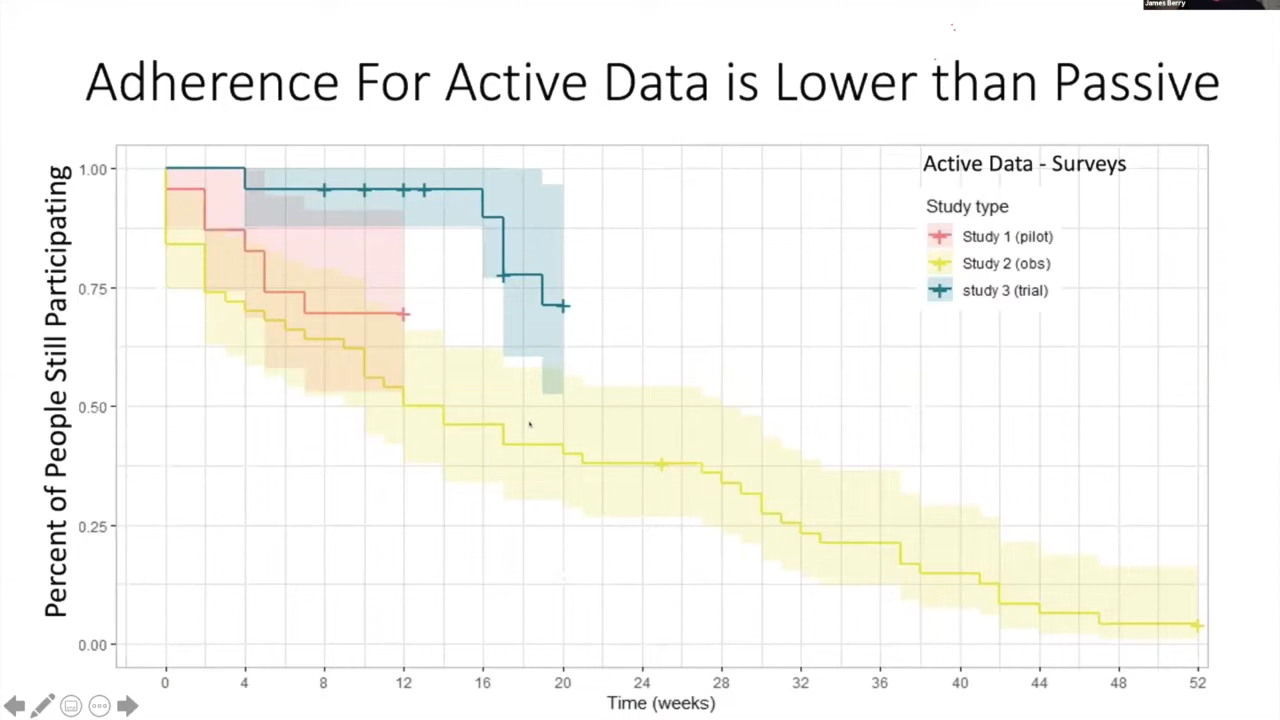 James Berry
Adherence For Active Data is Lower than Passive
Percent of People Still Participating
1.00
0.75
0.50
0.25
0.00
Active Data - Surveys
Study type
Study 1 (pilot)
Study 2 (obs)
study 3 (trial)
0 4 8 12 16 20 24 28 32 36 40 44 48 52
Time (weeks)